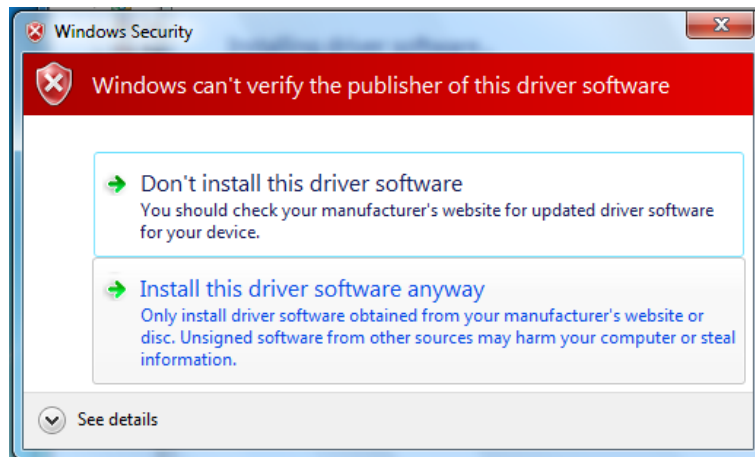 Windows Security
Windows can't verify the publisher of this driver software
Don't install this driver software
You should check your manufacturer's website for updated driver software
for your device.
Install this driver software anyway
Only install driver software obtained from your manufacturer's website or
disc. Unsigned software from other sources may harm your computer or steal
information.
See details